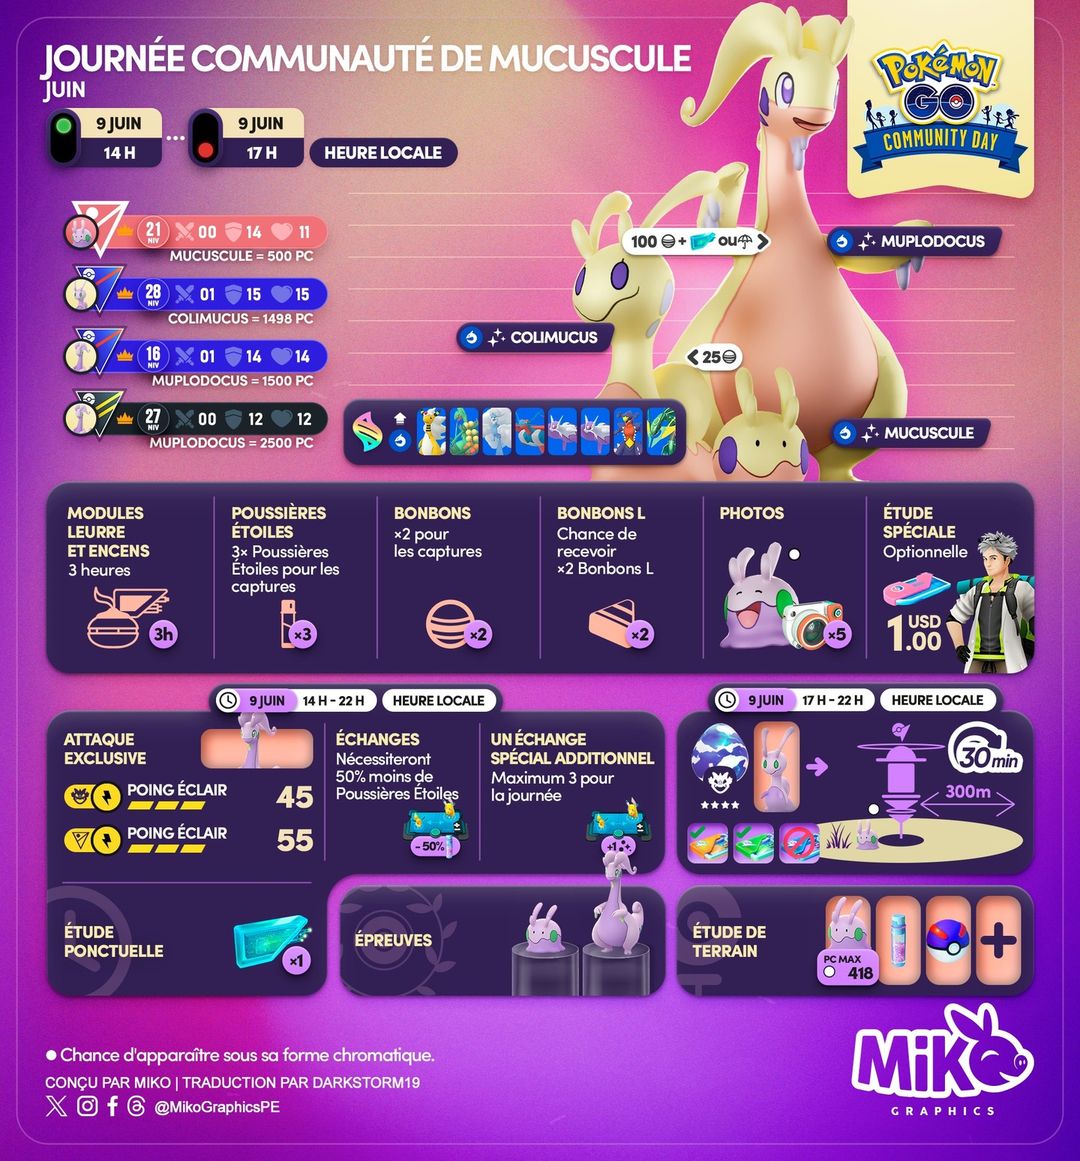 JOURNÉE COMMUNAUTÉ DE MUCUSCULE
JUIN
9 JUIN
14 H
...
9 JUIN
17 H
HEURE LOCALE
POKÉMON
GO
COMMUNITY DAY
21
NIV
00
14
11
MUCUSCULE = 500 PC
28
NIV
01
15
15
COLIMUCUS = 1498 PC
16
NIV
01
14
14
MUPLODOCUS = 1500 PC
27
NIV
00
12
12
MUPLODOCUS = 2500 PC
100 + ou
MUPLODOCUS
COLIMUCUS
25
MUCUSCULE
MODULES
LEURRE
ET ENCENS
3 heures
3h
POUSSIÈRES
ÉTOILES
3× Poussières
Étoiles pour les
captures
×3
BONBONS
×2 pour
les captures
×2
BONBONS L
Chance de
recevoir
×2 Bonbons L
×2
PHOTOS
×5
ÉTUDE
SPÉCIALE
Optionnelle
1 USD
.00
9 JUIN 14 H - 22 H HEURE LOCALE
ATTAQUE
EXCLUSIVE
POING ÉCLAIR 45
POING ÉCLAIR 55
ÉCHANGES
Nécessiteront
50% moins de
Poussières Étoiles
- 50%
UN ÉCHANGE
SPÉCIAL ADDITIONNEL
Maximum 3 pour
la journée
+1
9 JUIN 17 H - 22 H HEURE LOCALE
30 min
300m
ÉTUDE
PONCTUELLE
×1
ÉPREUVES
ÉTUDE DE
TERRAIN
PC MAX
418
+
Chance d'apparaître sous sa forme chromatique.
CONÇU PAR MIKO | TRADUCTION PAR DARKSTORM19
@MikoGraphicsPE
MiKO
GRAPHICS